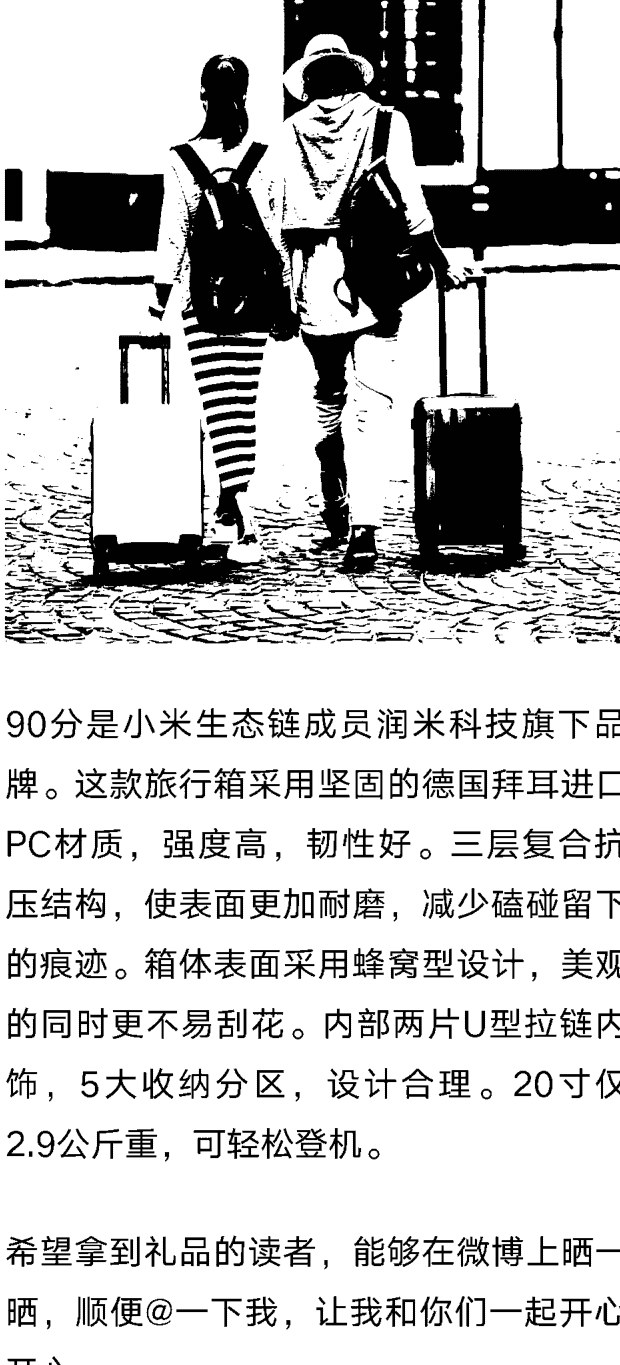 90分是小米生态链成员润米科技旗下品
牌。这款旅行箱采用坚固的德国拜耳进口
PC材质，强度高，韧性好。三层复合抗
压结构，使表面更加耐磨，减少磕碰留下
的痕迹。箱体表面采用蜂窝型设计，美观
的同时更不易刮花。内部两片U型拉链内
饰，5大收纳分区，设计合理。20寸仅
2.9公斤重，可轻松登机。
希望拿到礼品的读者，能够在微博上晒一
晒，顺便@一下我，让我和你们一起开心